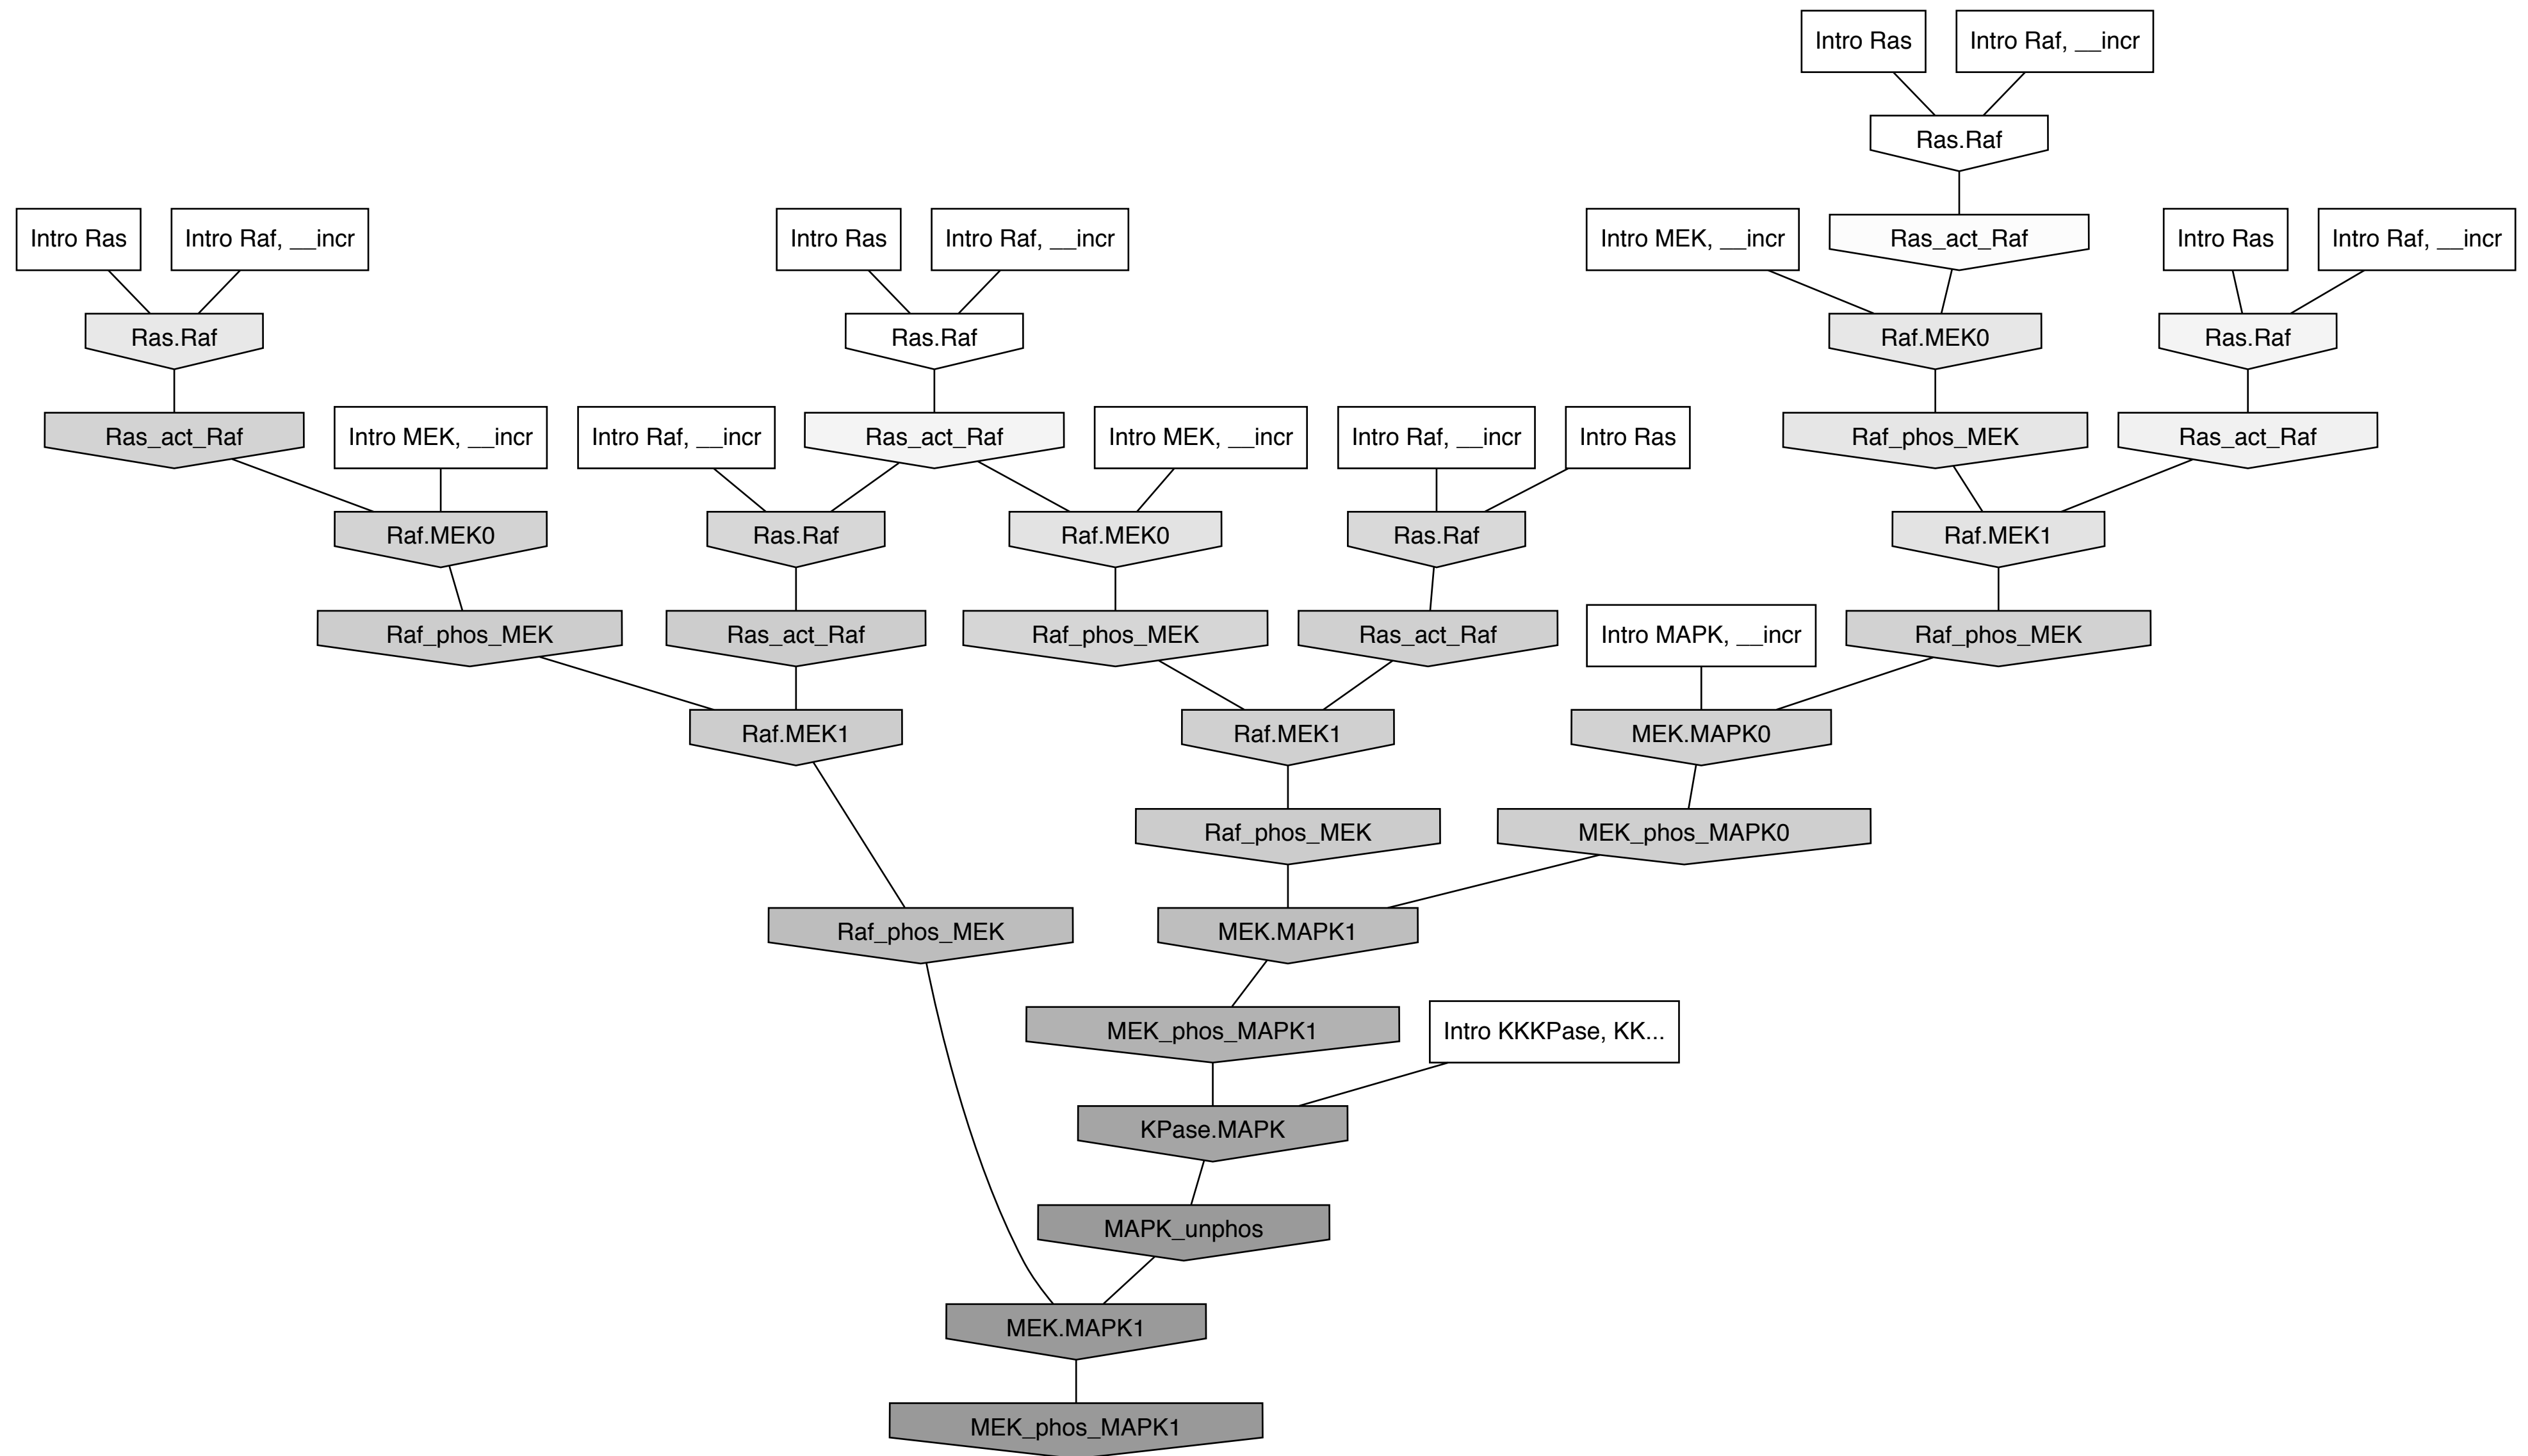 Intro Ras
Intro Raf, __incr
Ras.Raf
Intro Ras
Intro Raf, __incr
Intro Ras
Intro Raf, __incr
Intro MEK, __incr
Ras_act_Raf
Intro Ras
Intro Raf, __incr
Ras.Raf
Ras.Raf
Raf.MEK0
Ras.Raf
Ras_act_Raf
Intro MEK, __incr
Intro Raf, __incr
Ras_act_Raf
Intro MEK, __incr
Intro Raf, __incr
Intro Ras
Raf_phos_MEK
Ras_act_Raf
Raf.MEK0
Ras.Raf
Raf.MEK0
Ras.Raf
Raf.MEK1
Raf_phos_MEK
Ras_act_Raf
Raf_phos_MEK
Ras_act_Raf
Intro MAPK, __incr
Raf_phos_MEK
Raf.MEK1
Raf.MEK1
MEK.MAPK0
Raf_phos_MEK
MEK_phos_MAPK0
Raf_phos_MEK
MEK.MAPK1
MEK_phos_MAPK1
Intro KKKPase, KK...
KPase.MAPK
MAPK_unphos
MEK.MAPK1
MEK_phos_MAPK1